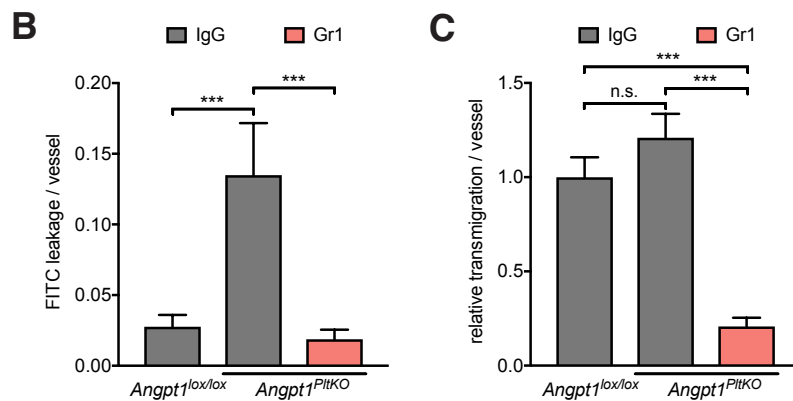 B
IgG Gr1
FITC leakage / vessel
0.20
0.15
0.10
0.05
0.00
***
***
Angpt1lox/lox
Angpt1PltKO
C
IgG Gr1
relative transmigration / vessel
1.5
1.0
0.5
0.0
***
n.s.
***
Angpt1lox/lox
Angpt1PltKO